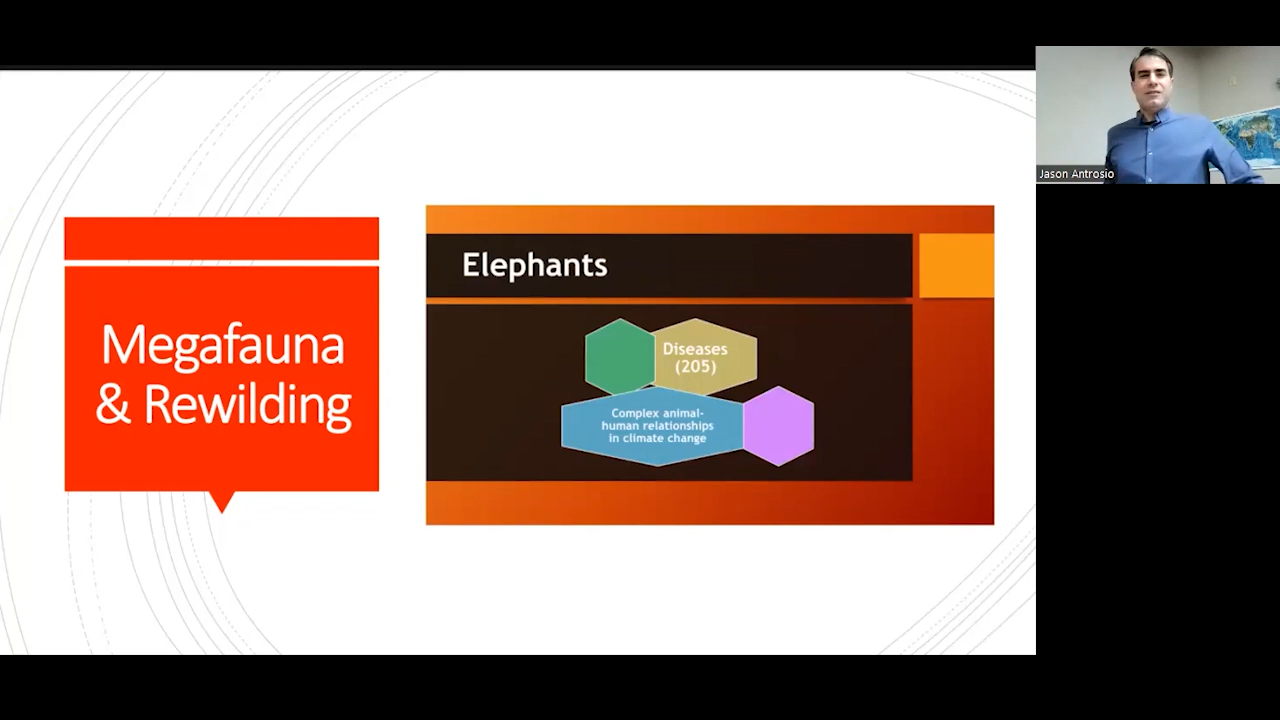 Megafauna
& Rewilding
Elephants
Diseases
(205)
Complex animal-
human relationships
in climate change
Jason Antrosio